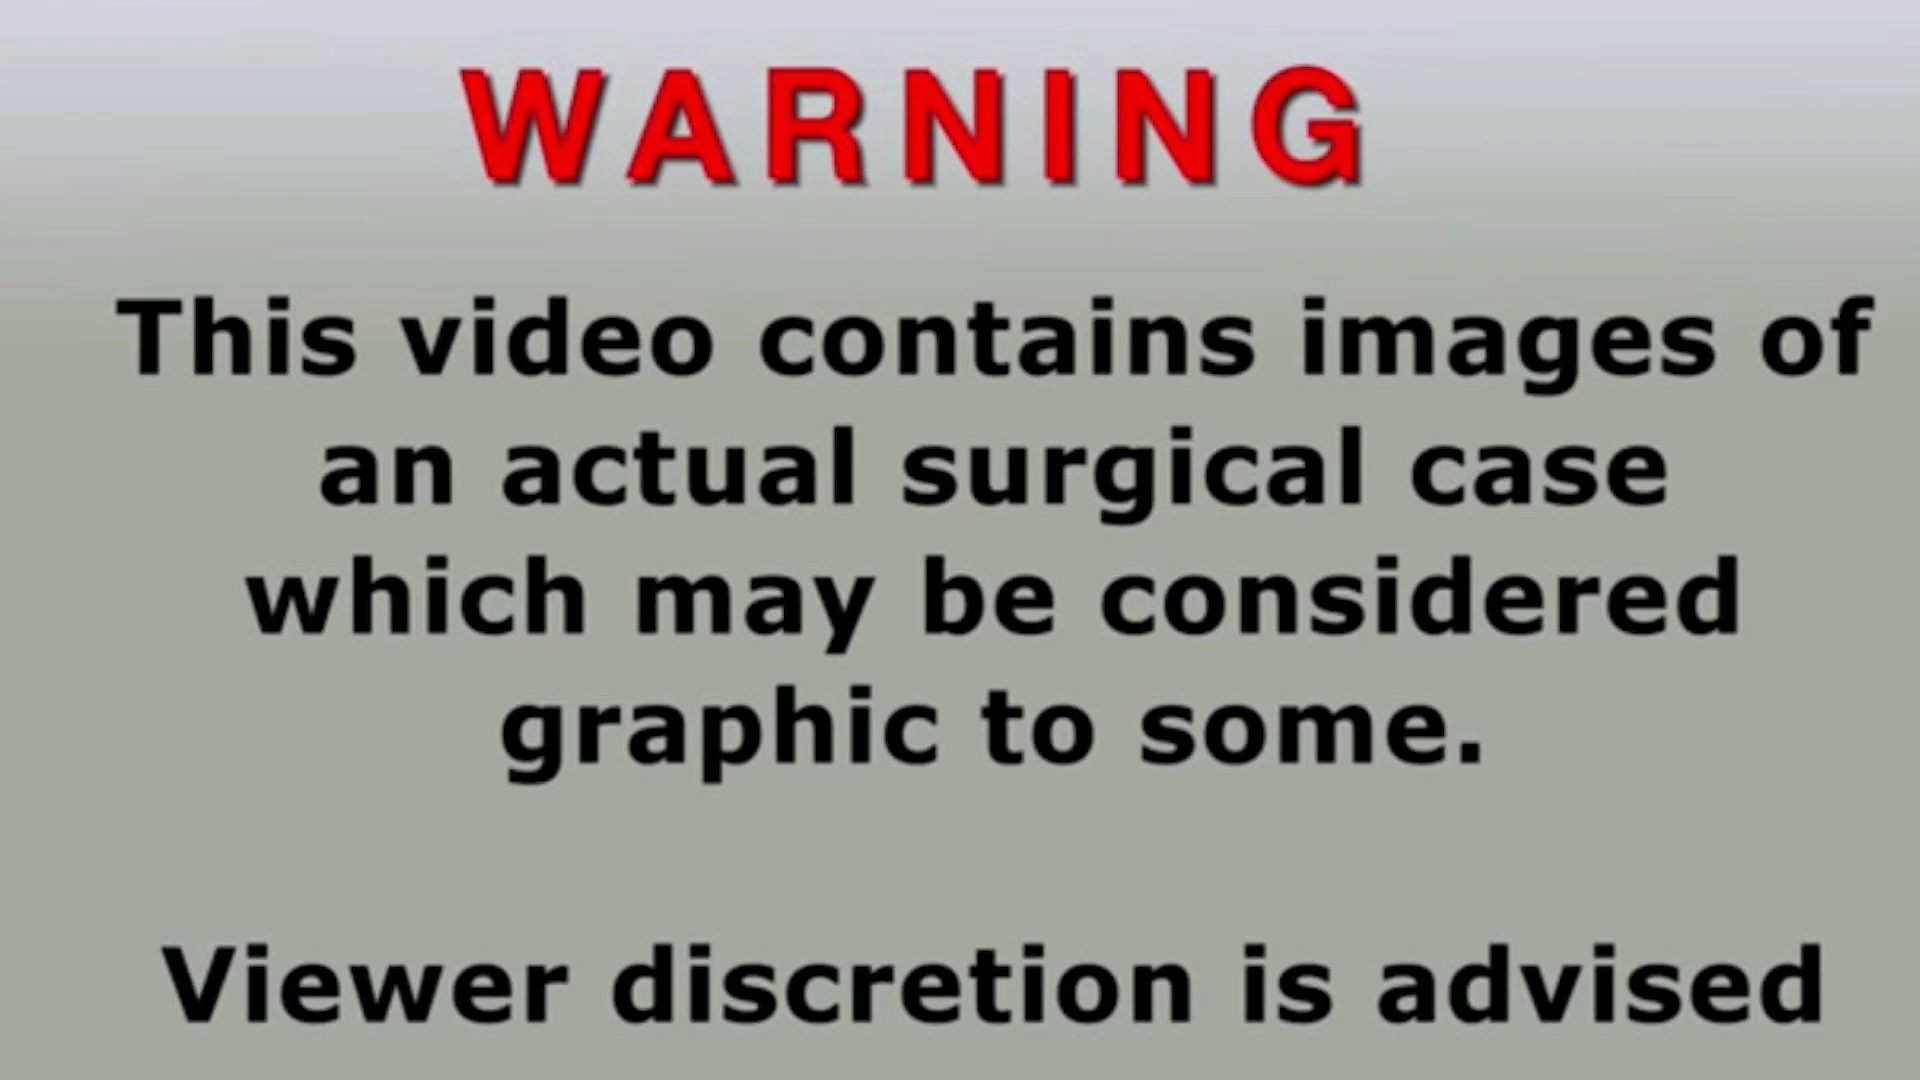 WARNING
This video contains images of
an actual surgical case
which may be considered
graphic to some.
Viewer discretion is advised